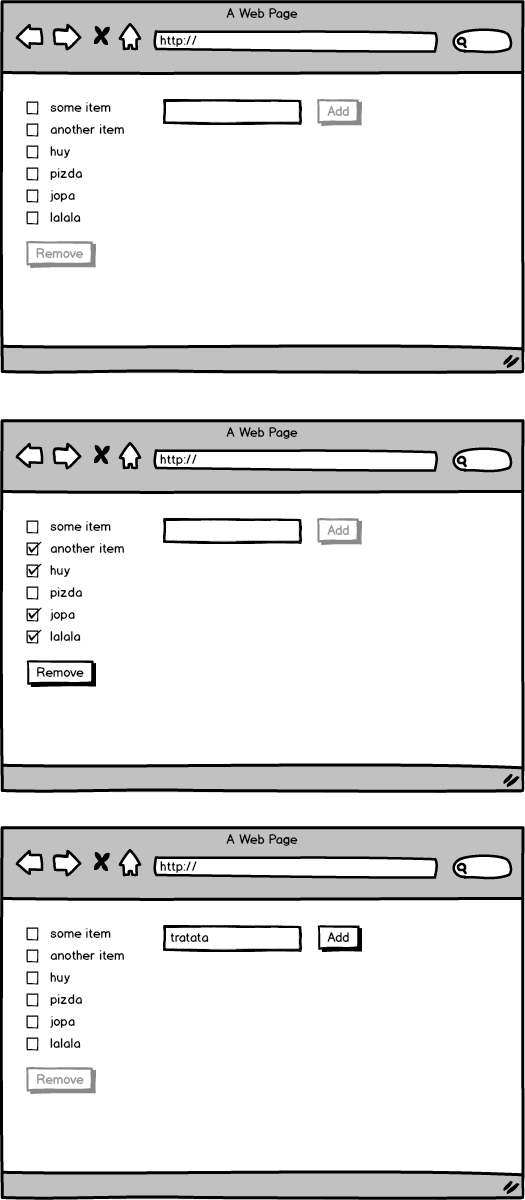 A Web Page
http://
some item
Add
another item
huy
pizda
jopa
lalala
Remove
A Web Page
http://
some item
Add
another item
huy
pizda
jopa
lalala
Remove
A Web Page
http://
some item
tratata
Add
another item
huy
pizda
jopa
lalala
Remove